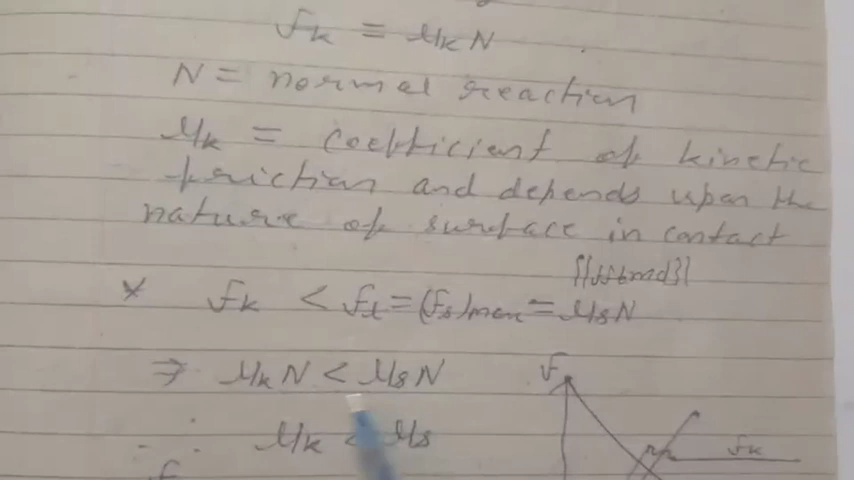 fk = μk N
N = normal reaction
μk = coefficient of kinetic
friction and depends upon the
nature of surface in contact
* fk < fl = (fs)max = μsN
⇒ μk N < μs N
∴ μk < μs
f
fk